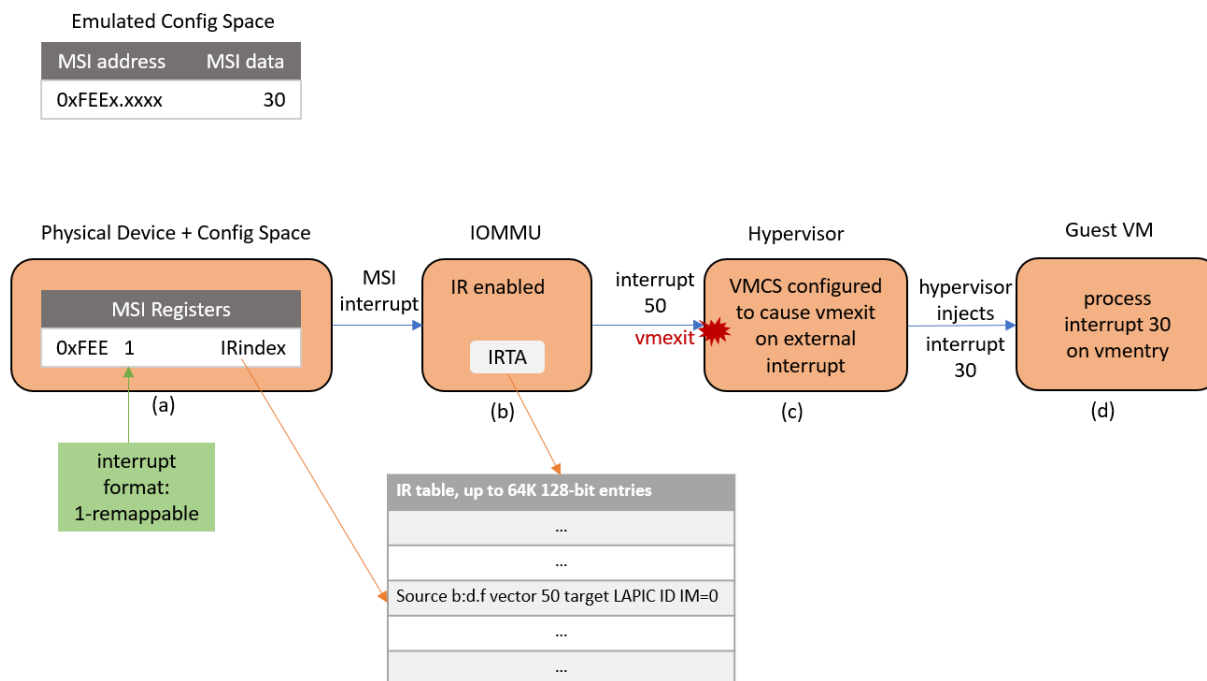 Emulated Config Space
MSI address MSI data
0xFEEx.xxxx 30
Physical Device + Config Space
MSI Registers
0xFEE 1 IRindex
(a)
interrupt
format:
1-remappable
MSI
interrupt
IOMMU
IR enabled
IRTA
(b)
interrupt
50
vmexit
Hypervisor
VMCS configured
to cause vmexit
on external
interrupt
(c)
hypervisor
injects
interrupt
30
Guest VM
process
interrupt 30
on vmentry
(d)
IR table, up to 64K 128-bit entries
...
...
Source b:d.f vector 50 target LAPIC ID IM=0
...
...